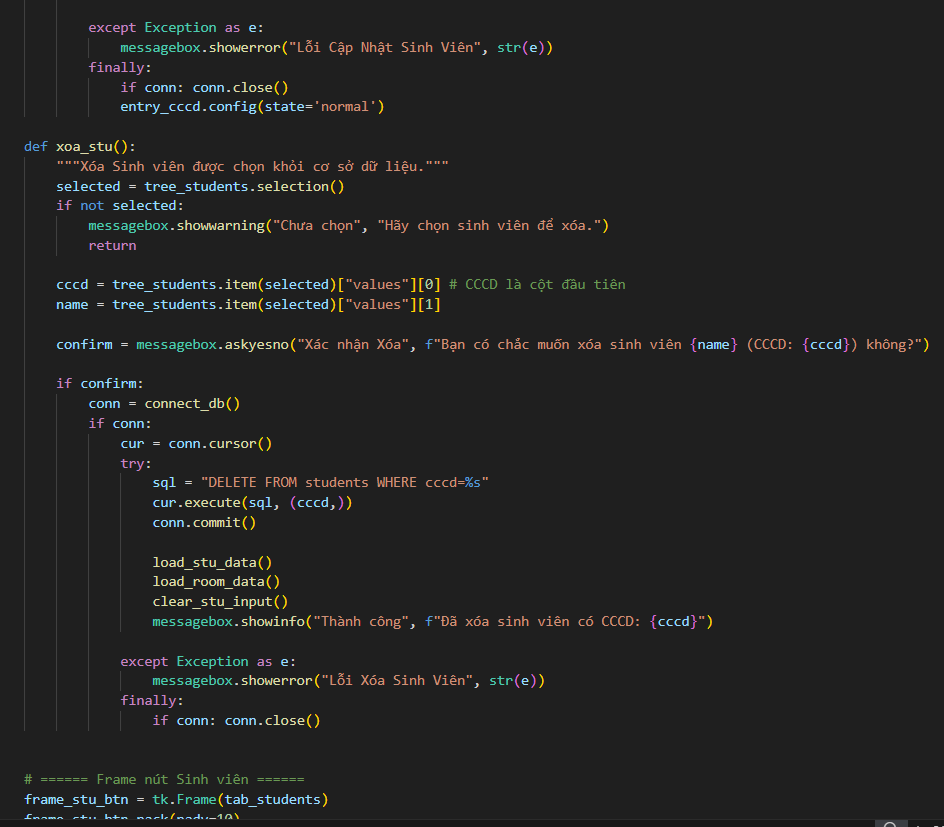 except Exception as e:
            messagebox.showerror("Lỗi Cập Nhật Sinh Viên", str(e))
        finally:
            if conn: conn.close()
            entry_cccd.config(state='normal')
def xoa_stu():
    """Xóa Sinh viên được chọn khỏi cơ sở dữ liệu."""
    selected = tree_students.selection()
    if not selected:
        messagebox.showwarning("Chưa chọn", "Hãy chọn sinh viên để xóa.")
        return
    cccd = tree_students.item(selected)["values"][0] # CCCD là cột đầu tiên
    name = tree_students.item(selected)["values"][1]
    confirm = messagebox.askyesno("Xác nhận Xóa", f"Bạn có chắc muốn xóa sinh viên {name} (CCCD: {cccd}) không?")
    if confirm:
        conn = connect_db()
        if conn:
            cur = conn.cursor()
            try:
                sql = "DELETE FROM students WHERE cccd=%s"
                cur.execute(sql, (cccd,))
                conn.commit()
                load_stu_data()
                load_room_data()
                clear_stu_input()
                messagebox.showinfo("Thành công", f"Đã xóa sinh viên có CCCD: {cccd}")
            except Exception as e:
                messagebox.showerror("Lỗi Xóa Sinh Viên", str(e))
            finally:
                if conn: conn.close()
# ====== Frame nút Sinh viên ======
frame_stu_btn = tk.Frame(tab_students)
frame_stu_btn.pack(pady=10)